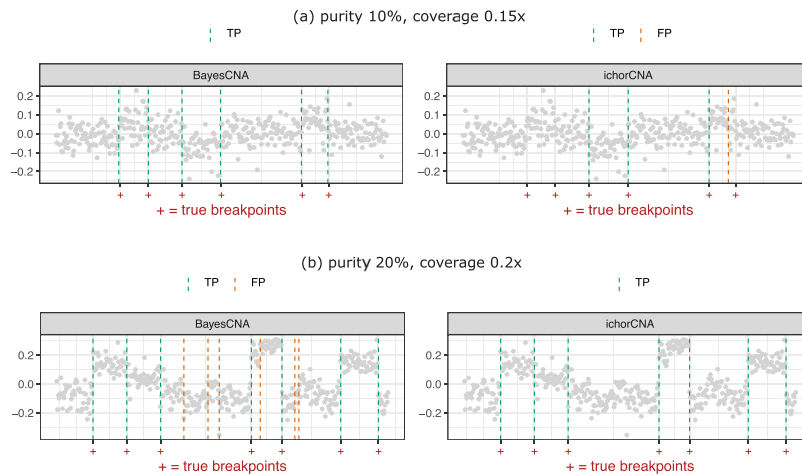 (a) purity 10%, coverage 0.15x
TP
TP FP
BayesCNA
ichorCNA
0.2
0.1
0.0
−0.1
−0.2
0.2
0.1
0.0
−0.1
−0.2
+ + + + + +
+ + + + + +
+ = true breakpoints
+ = true breakpoints
(b) purity 20%, coverage 0.2x
TP FP
TP
BayesCNA
ichorCNA
0.2
0.0
−0.2
0.2
0.0
−0.2
+ + + + + + +
+ + + + + + +
+ = true breakpoints
+ = true breakpoints